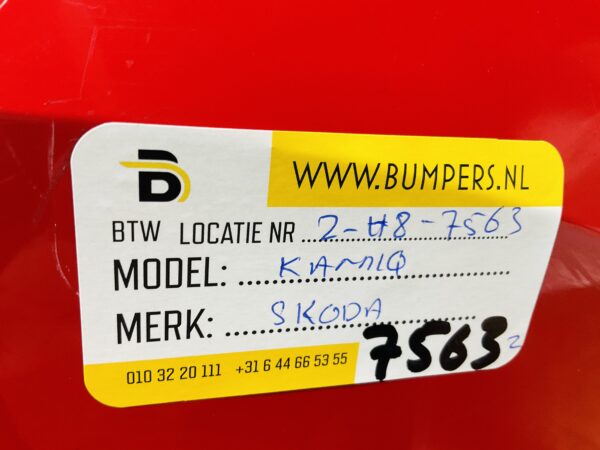 B
WWW.BUMPERS.NL
BTW LOCATIE NR 2-H8-7563
MODEL: KAMIQ
MERK: SKODA
010 32 20 111 +31 6 44 66 53 55 7563 2